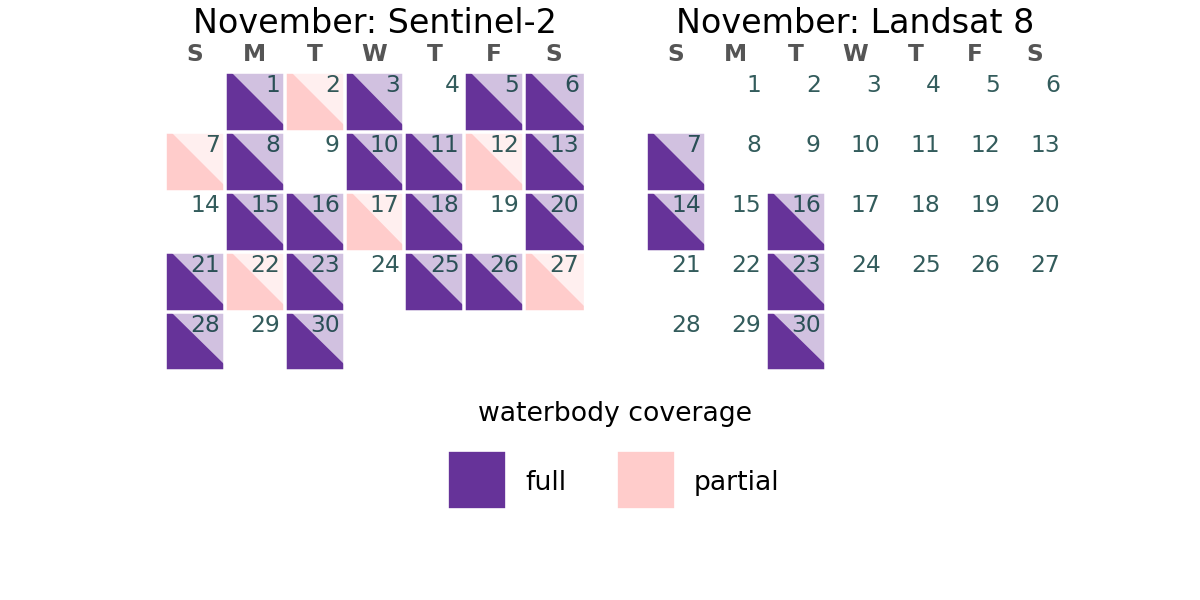 November: Sentinel-2
S M T W T F S
1 2 3 4 5 6
7 8 9 10 11 12 13
14 15 16 17 18 19 20
21 22 23 24 25 26 27
28 29 30
November: Landsat 8
S M T W T F S
1 2 3 4 5 6
7 8 9 10 11 12 13
14 15 16 17 18 19 20
21 22 23 24 25 26 27
28 29 30
waterbody coverage
full partial